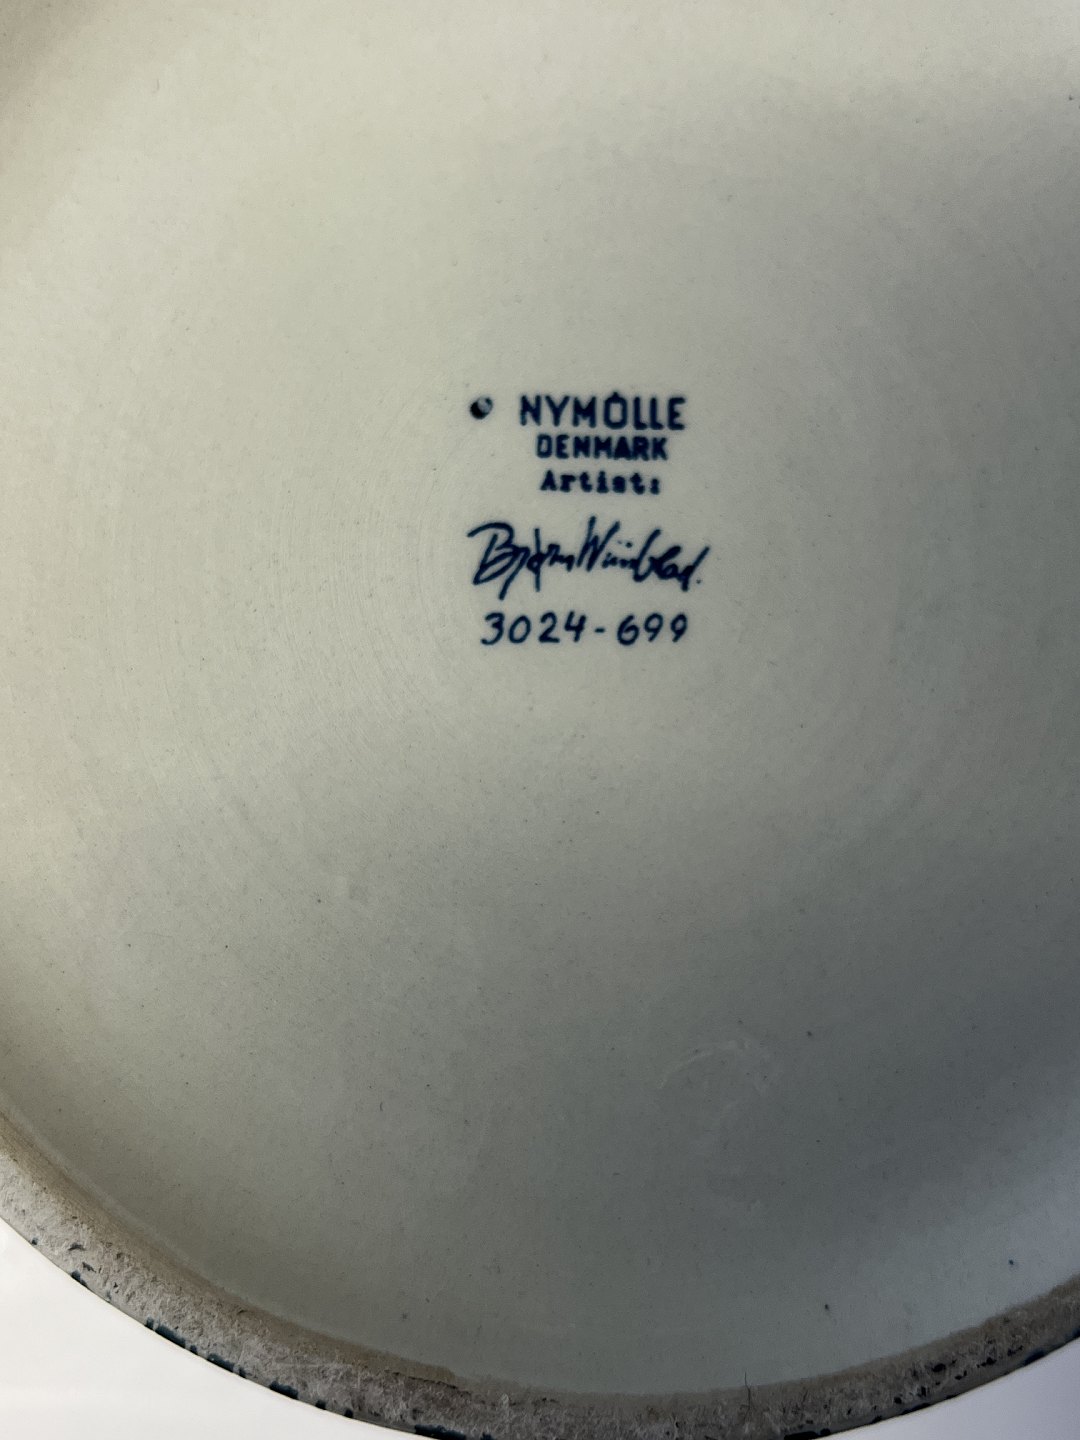 NYMÖLLE
DENMARK
Artist:
Bjørn Wiinblad.
3024-699